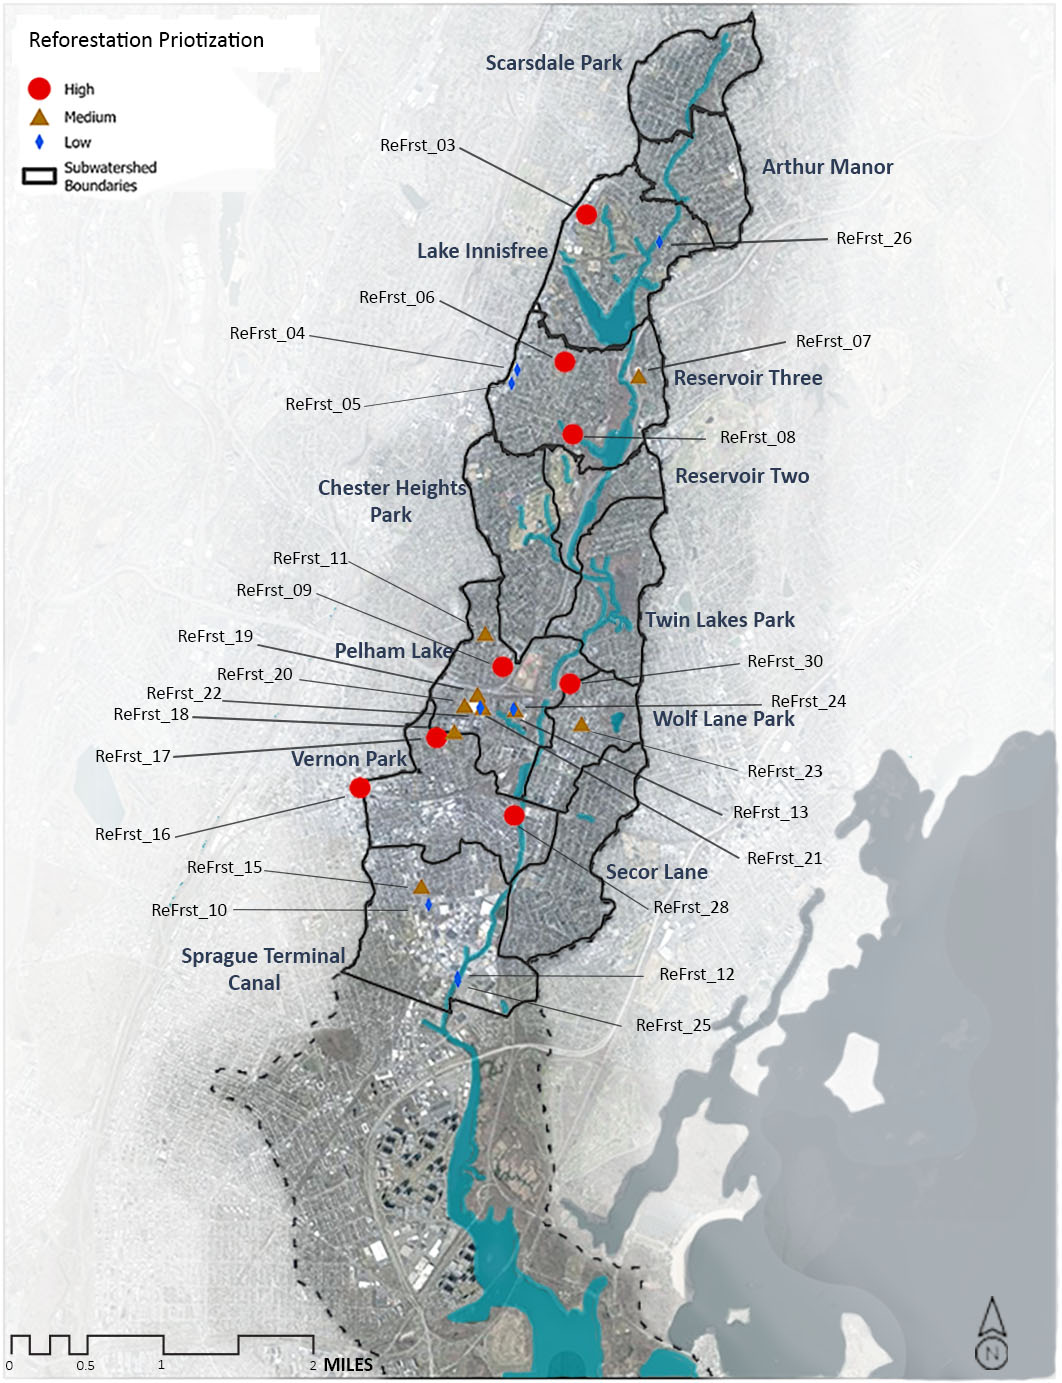 Reforestation Priotization
High
Medium
Low
Subwatershed
Boundaries
Scarsdale Park
ReFrst_03
Arthur Manor
ReFrst_26
Lake Innisfree
ReFrst_06
ReFrst_04
ReFrst_07
Reservoir Three
ReFrst_05
ReFrst_08
Reservoir Two
Chester Heights
Park
ReFrst_11
ReFrst_09
Twin Lakes Park
ReFrst_19
Pelham Lake
ReFrst_30
ReFrst_20
ReFrst_22
ReFrst_24
ReFrst_18
Wolf Lane Park
ReFrst_17
Vernon Park
ReFrst_23
ReFrst_13
ReFrst_16
ReFrst_21
ReFrst_15
Secor Lane
ReFrst_10
ReFrst_28
Sprague Terminal
Canal
ReFrst_12
ReFrst_25
0 0.5 1 2 MILES
N